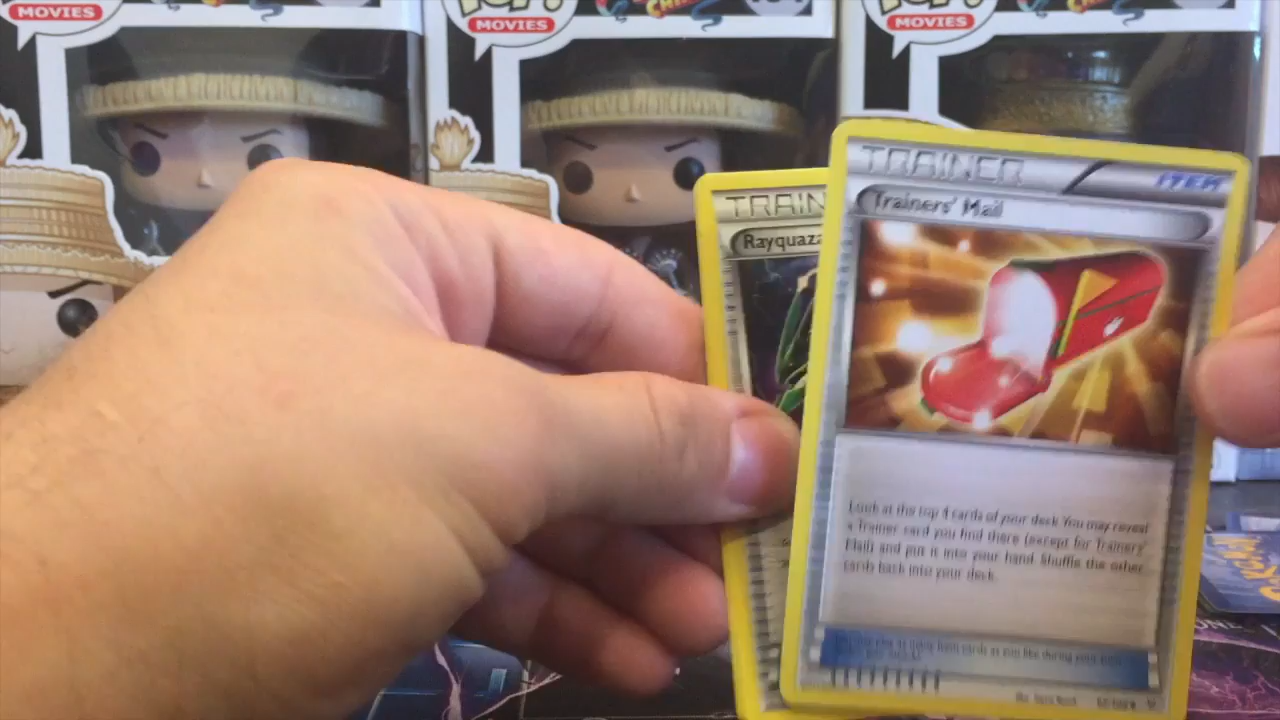 POP!
MOVIES
POP!
MOVIES
MOVIES
TRAIN
Rayquaza
TRAINER
ITEM
Trainers' Mail
Look at the top 4 cards of your deck. You may reveal
a Trainer card you find there (except for Trainers'
Mail) and put it into your hand. Shuffle the other
cards back into your deck.